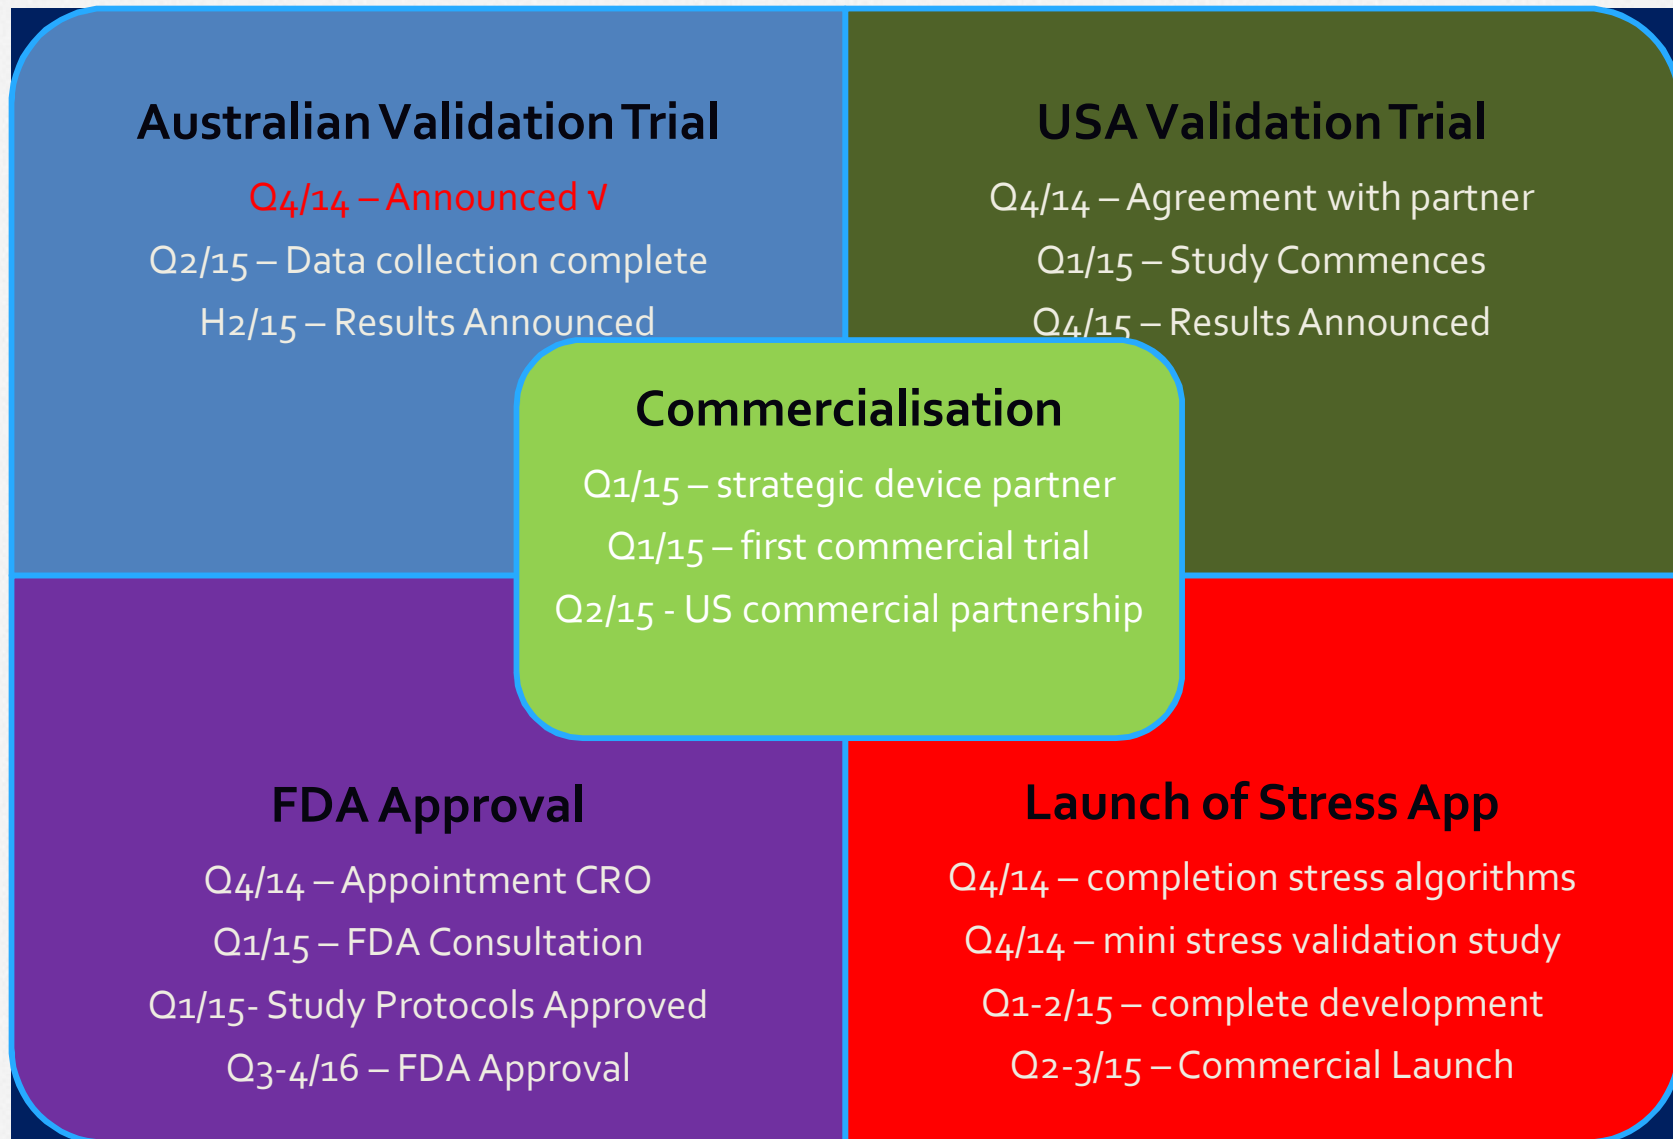 Australian Validation Trial
Q4/14 – Announced √
Q2/15 – Data collection complete
H2/15 – Results Announced
USA Validation Trial
Q4/14 – Agreement with partner
Q1/15 – Study Commences
Q4/15 – Results Announced
Commercialisation
Q1/15 – strategic device partner
Q1/15 – first commercial trial
Q2/15 - US commercial partnership
FDA Approval
Q4/14 – Appointment CRO
Q1/15 – FDA Consultation
Q1/15- Study Protocols Approved
Q3-4/16 – FDA Approval
Launch of Stress App
Q4/14 – completion stress algorithms
Q4/14 – mini stress validation study
Q1-2/15 – complete development
Q2-3/15 – Commercial Launch